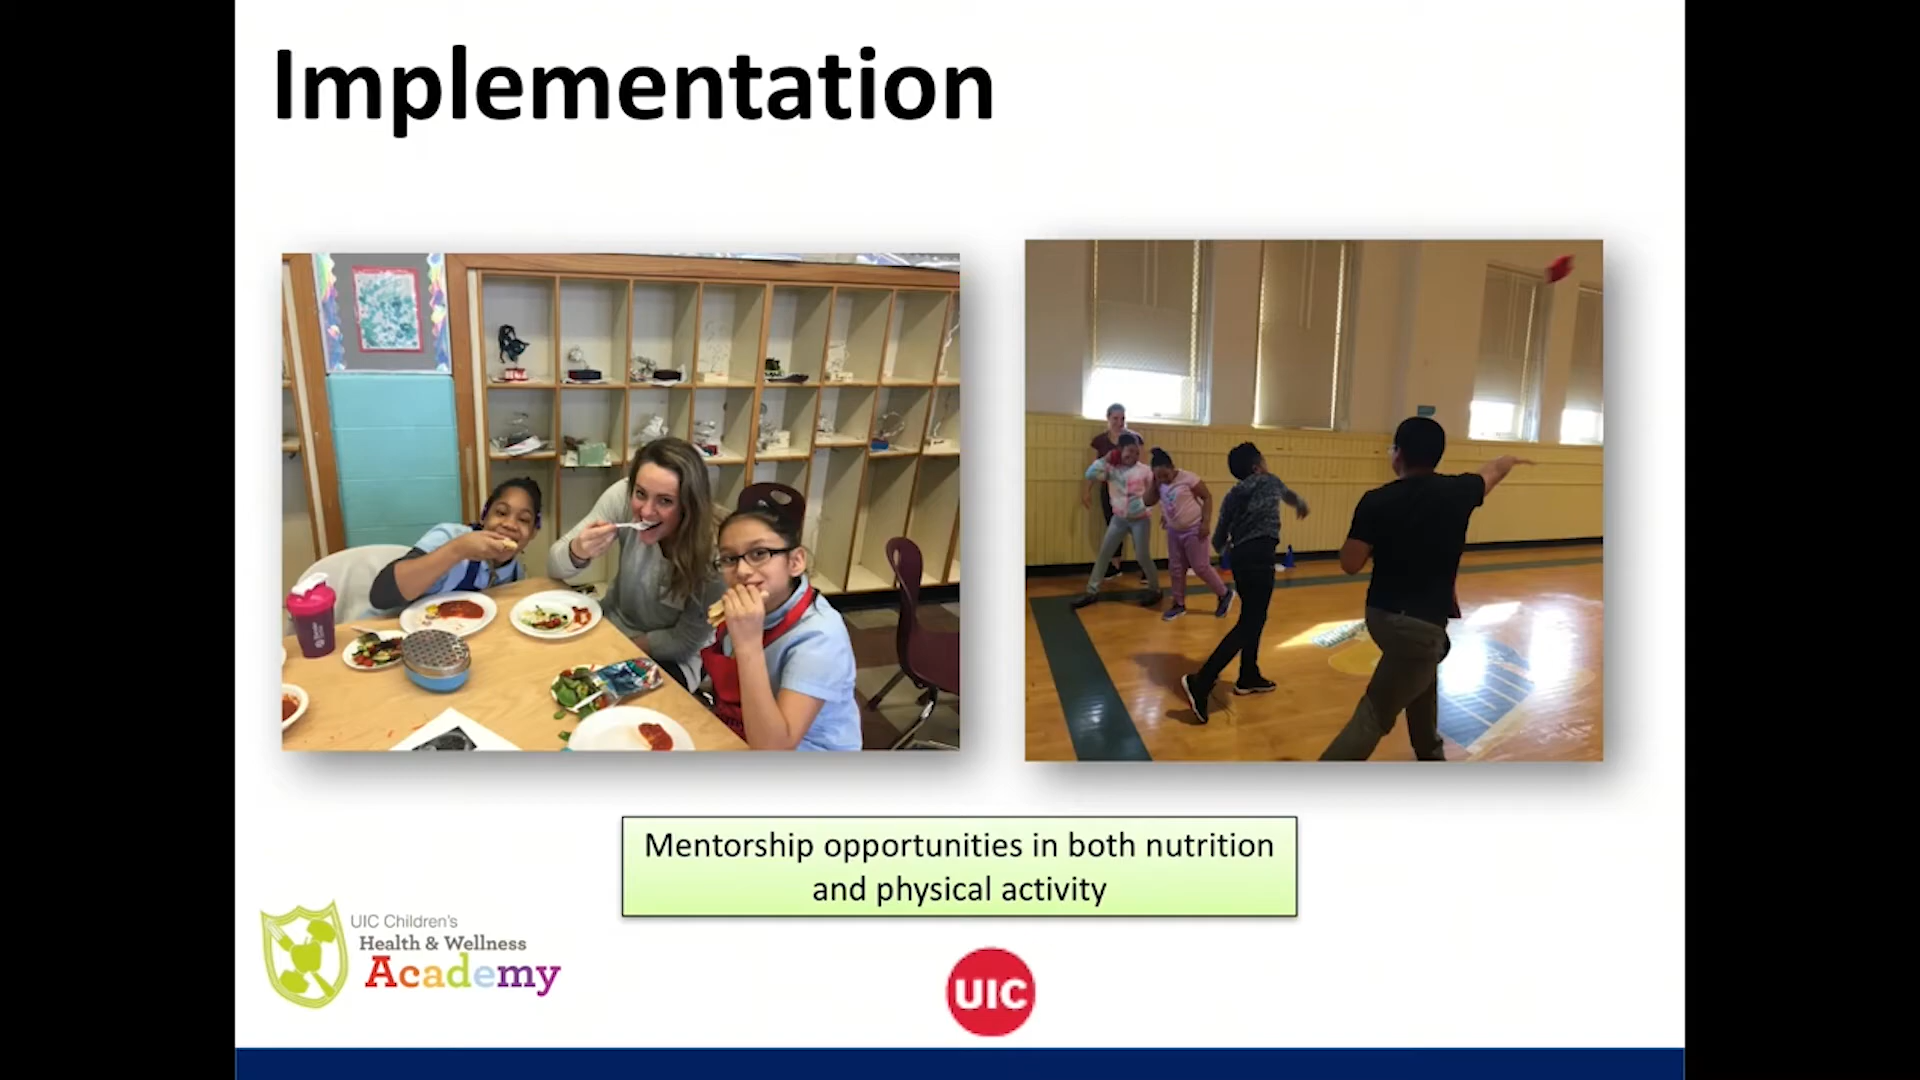 Implementation
Mentorship opportunities in both nutrition
and physical activity
UIC Children's
Health & Wellness
Academy
UIC